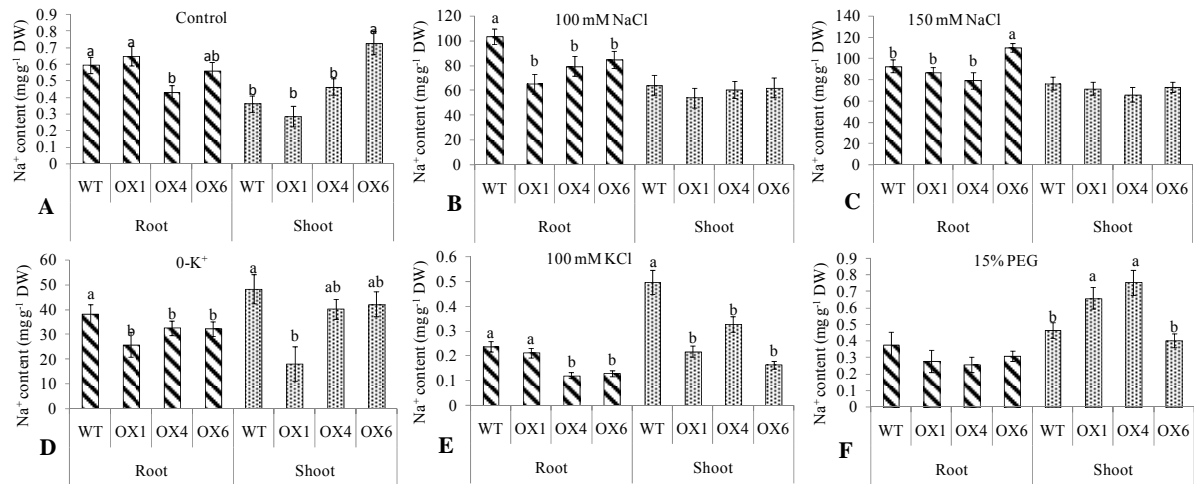 Control
Na⁺ content (mg g⁻¹ DW)
0.9
0.8
0.7
0.6
0.5
0.4
0.3
0.2
0.1
0
a a b ab b b b a
WT OX1 OX4 OX6 WT OX1 OX4 OX6
Root Shoot
A
100 mM NaCl
Na⁺ content (mg g⁻¹ DW)
120
100
80
60
40
20
0
a b b b
WT OX1 OX4 OX6 WT OX1 OX4 OX6
Root Shoot
B
150 mM NaCl
Na⁺ content (mg g⁻¹ DW)
140
120
100
80
60
40
20
0
b b b a
WT OX1 OX4 OX6 WT OX1 OX4 OX6
Root Shoot
C
0-K⁺
Na⁺ content (mg g⁻¹ DW)
60
50
40
30
20
10
0
a b b b a b ab ab
WT OX1 OX4 OX6 WT OX1 OX4 OX6
Root Shoot
D
100 mM KCl
Na⁺ content (mg g⁻¹ DW)
0.6
0.5
0.4
0.3
0.2
0.1
0
a a b b a b b b
WT OX1 OX4 OX6 WT OX1 OX4 OX6
Root Shoot
E
15% PEG
Na⁺ content (mg g⁻¹ DW)
0.9
0.8
0.7
0.6
0.5
0.4
0.3
0.2
0.1
0
b a a b
WT OX1 OX4 OX6 WT OX1 OX4 OX6
Root Shoot
F